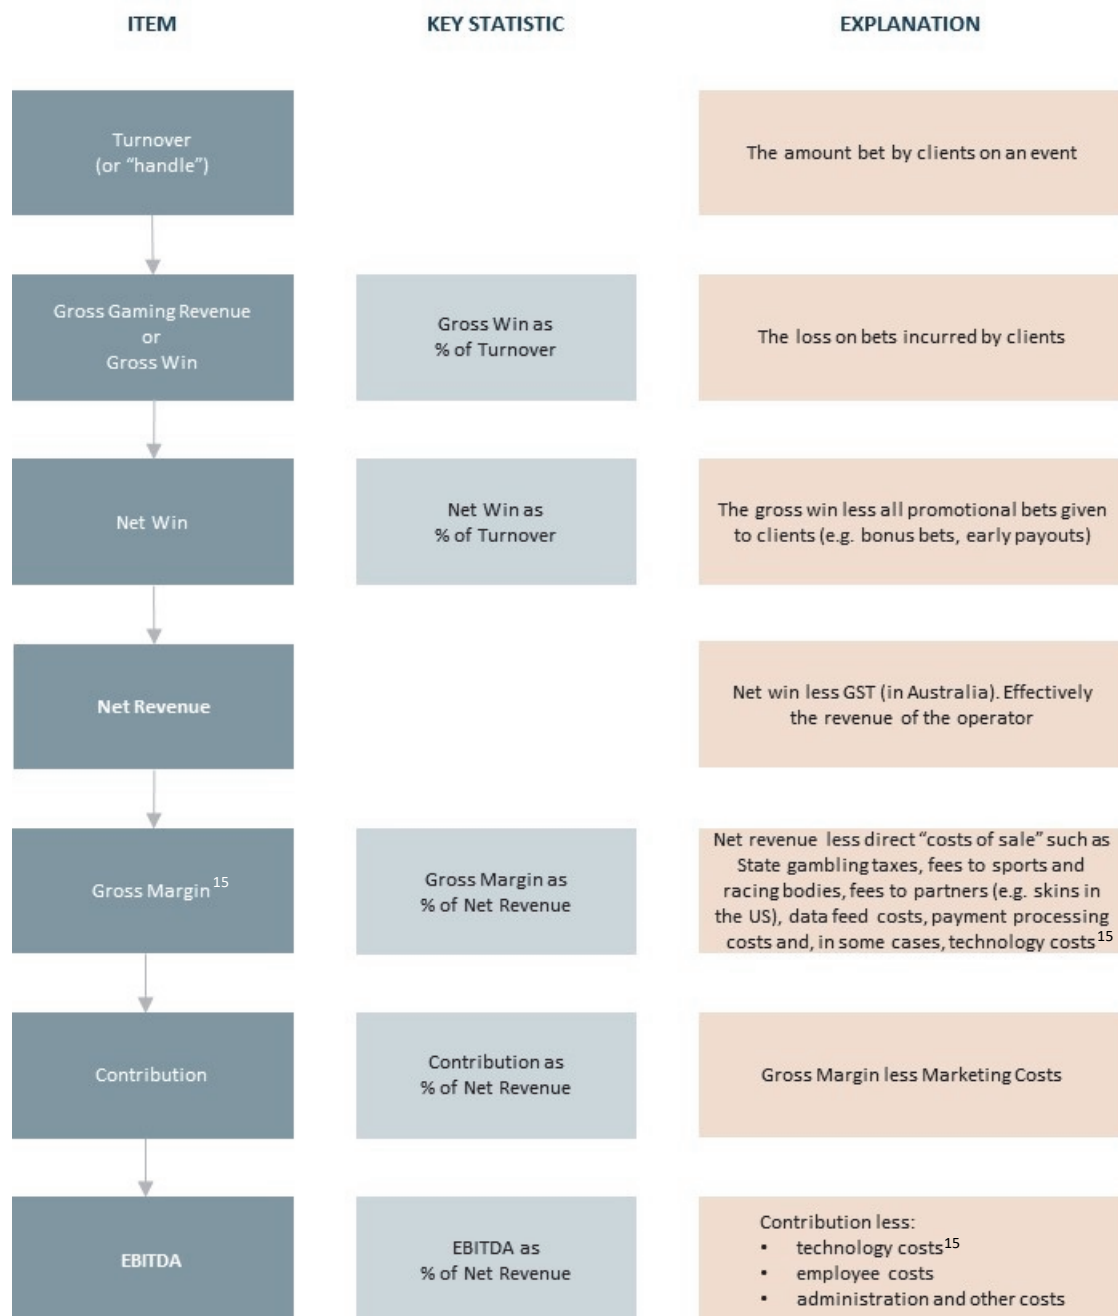 ITEM
KEY STATISTIC
EXPLANATION
Turnover
(or “handle”)
The amount bet by clients on an event
Gross Gaming Revenue
or
Gross Win
Gross Win as
% of Turnover
The loss on bets incurred by clients
Net Win
Net Win as
% of Turnover
The gross win less all promotional bets given
to clients (e.g. bonus bets, early payouts)
Net Revenue
Net win less GST (in Australia). Effectively
the revenue of the operator
Gross Margin 15
Gross Margin as
% of Net Revenue
Net revenue less direct “costs of sale” such as
State gambling taxes, fees to sports and
racing bodies, fees to partners (e.g. skins in
the US), data feed costs, payment processing
costs and, in some cases, technology costs15
Contribution
Contribution as
% of Net Revenue
Gross Margin less Marketing Costs
EBITDA
EBITDA as
% of Net Revenue
Contribution less:
• technology costs15
• employee costs
• administration and other costs